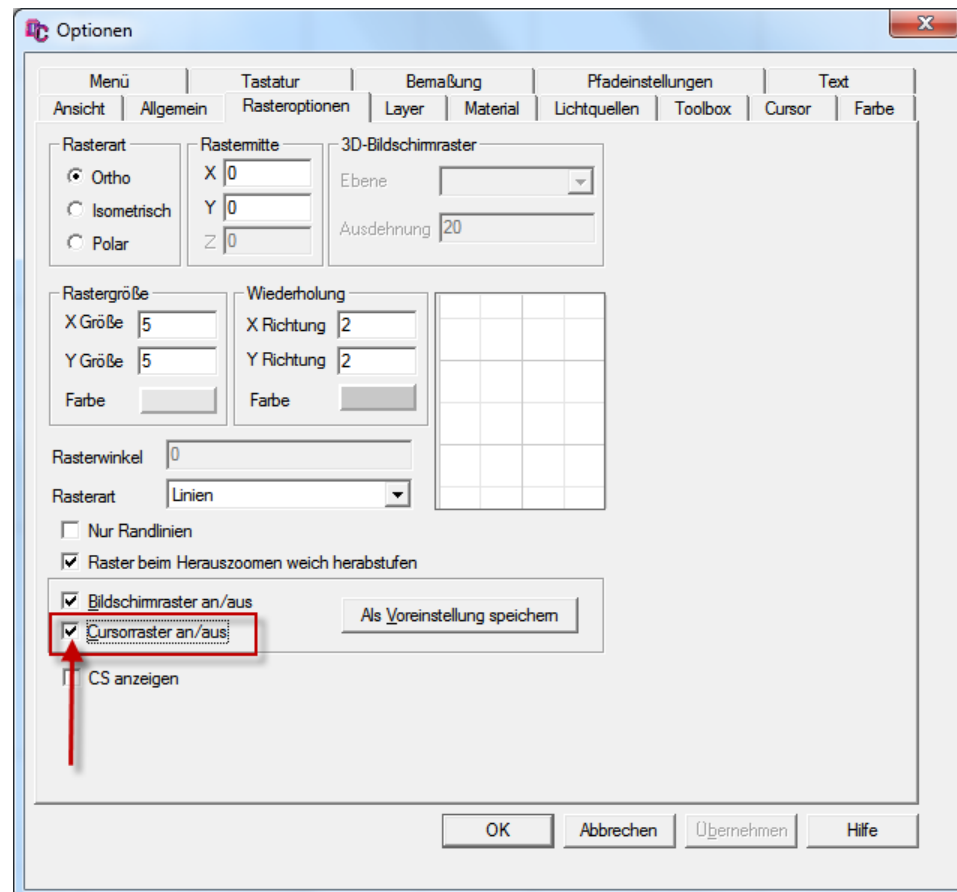 Optionen
Menü Tastatur Bemaßung Pfadeinstellungen Text
Ansicht Allgemein Rasteroptionen Layer Material Lichtquellen Toolbox Cursor Farbe
Rasterart Rastermitte 3D-Bildschirmraster
Ortho X 0 Ebene
Isometrisch Y 0 Ausdehnung 20
Polar Z 0
Rastergröße Wiederholung
X Größe 5 X Richtung 2
Y Größe 5 Y Richtung 2
Farbe Farbe
Rasterwinkel 0
Rasterart Linien
Nur Randlinien
Raster beim Herauszoomen weich herabstufen
Bildschirmraster an/aus Als Voreinstellung speichern
Cursorraster an/aus
CS anzeigen
OK Abbrechen Übernehmen Hilfe